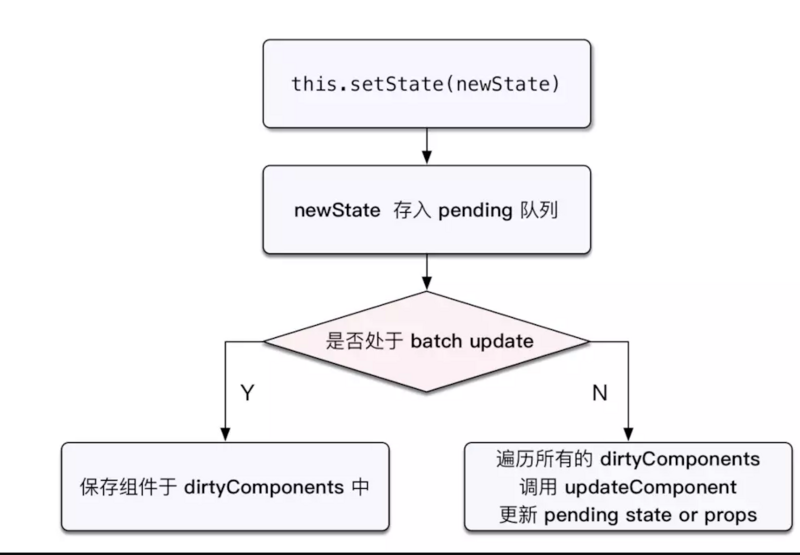 this.setState(newState)
newState 存入 pending 队列
是否处于 batch update
Y
N
保存组件于 dirtyComponents 中
遍历所有的 dirtyComponents
调用 updateComponent
更新 pending state or props